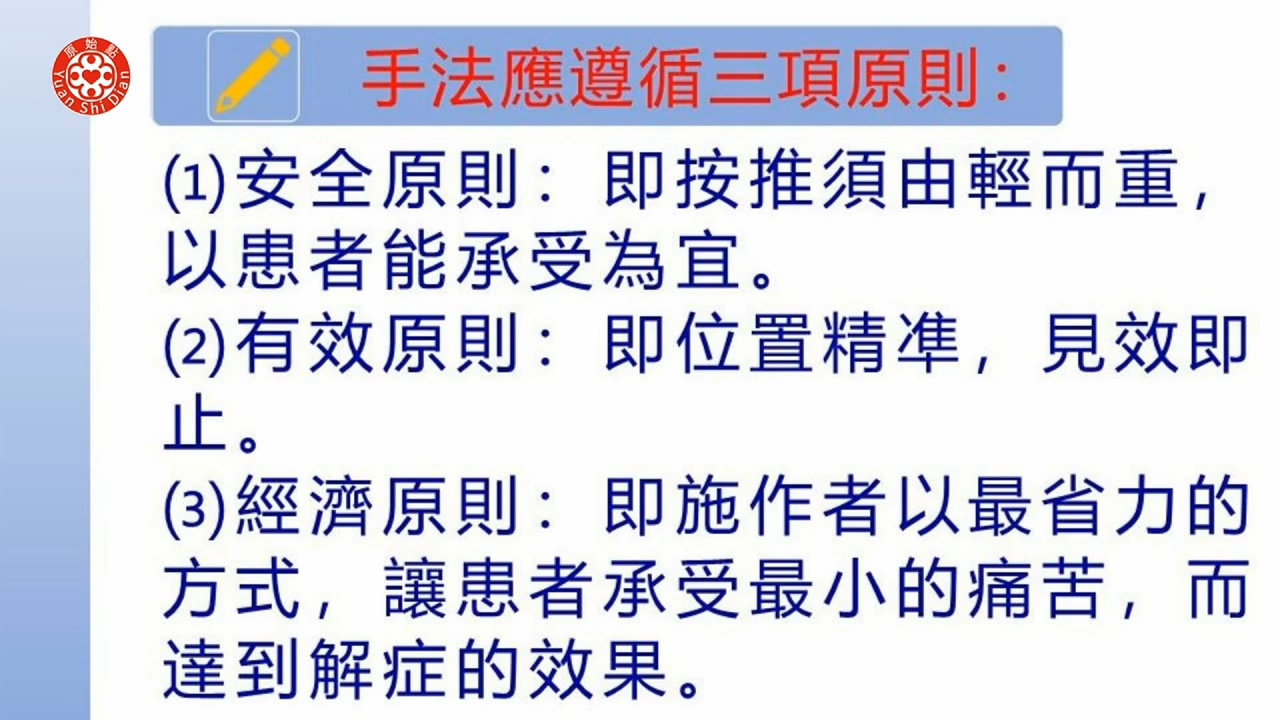 原始點
Yuan Shi Dian
手法應遵循三項原則：
(1)安全原則：即按推須由輕而重，
以患者能承受為宜。
(2)有效原則：即位置精準，見效即
止。
(3)經濟原則：即施作者以最省力的
方式，讓患者承受最小的痛苦，而
達到解症的效果。